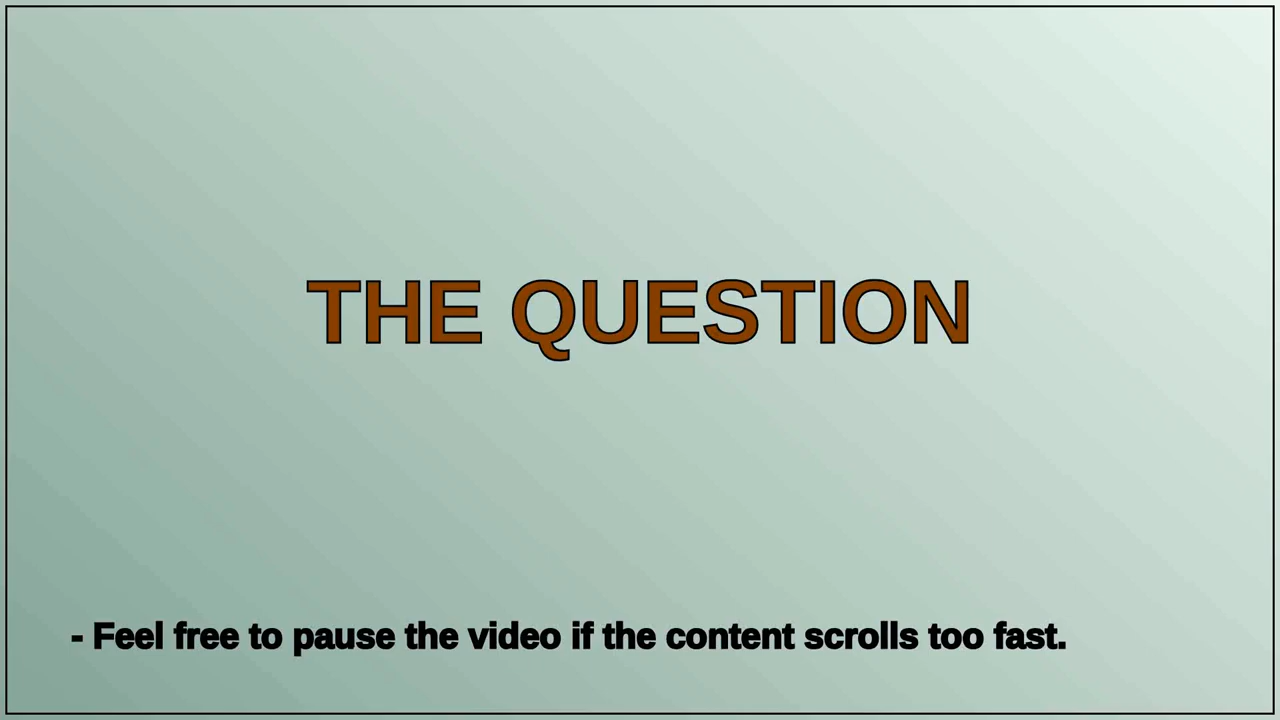 THE QUESTION
- Feel free to pause the video if the content scrolls too fast.